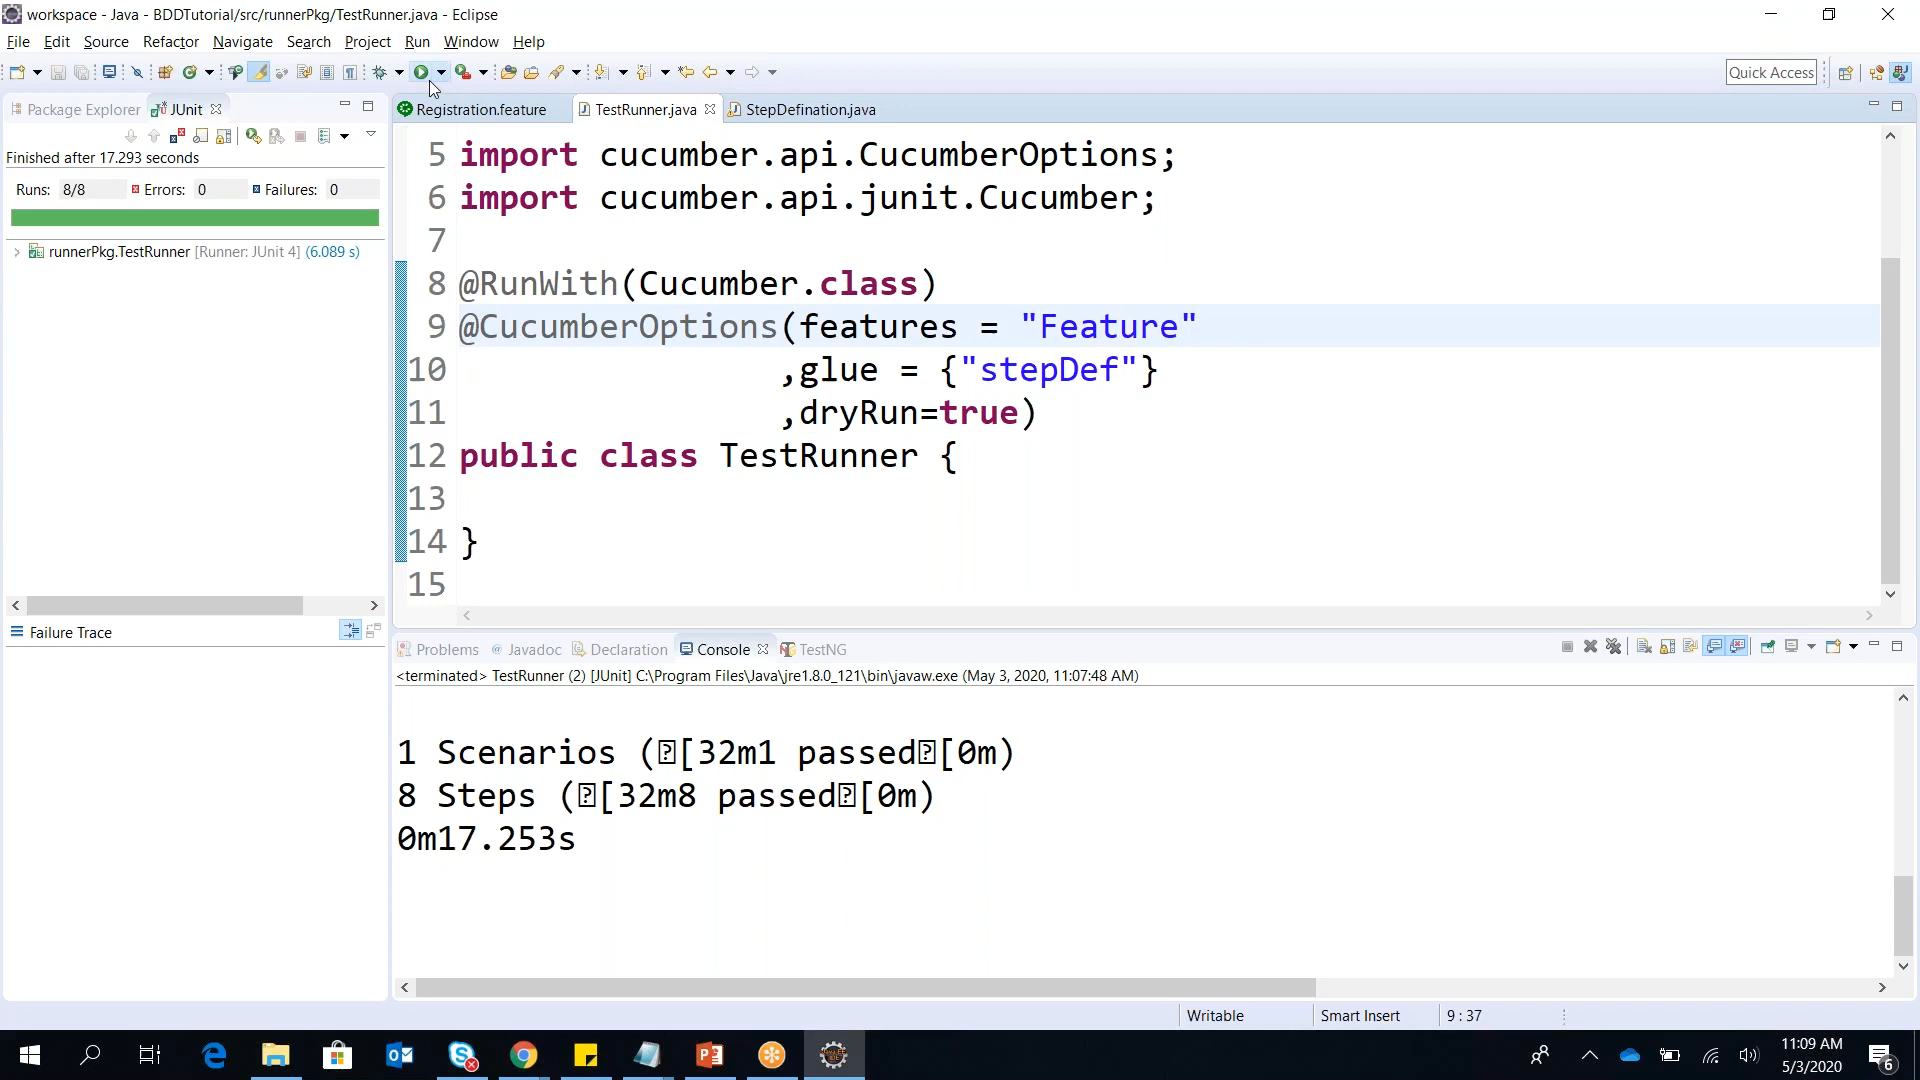 workspace - Java - BDDTutorial/src/runnerPkg/TestRunner.java - Eclipse
File Edit Source Refactor Navigate Search Project Run Window Help
Quick Access
Package Explorer JUnit
Registration.feature TestRunner.java StepDefination.java
Finished after 17.293 seconds
Runs: 8/8 Errors: 0 Failures: 0
runnerPkg.TestRunner [Runner: JUnit 4] (6.089 s)
Failure Trace
5 import cucumber.api.CucumberOptions;
6 import cucumber.api.junit.Cucumber;
7
8 @RunWith(Cucumber.class)
9 @CucumberOptions(features = "Feature"
10 ,glue = {"stepDef"}
11 ,dryRun=true)
12 public class TestRunner {
13
14 }
15
Problems @ Javadoc Declaration Console TestNG
<terminated> TestRunner (2) [JUnit] C:\Program Files\Java\jre1.8.0_121\bin\javaw.exe (May 3, 2020, 11:07:48 AM)
1 Scenarios (�[32m1 passed�[0m)
8 Steps (�[32m8 passed�[0m)
0m17.253s
Writable Smart Insert 9 : 37
11:09 AM
5/3/2020
6